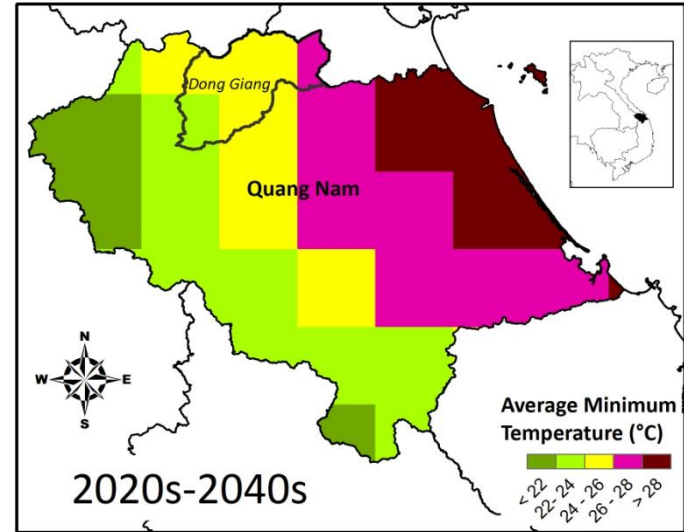 Dong Giang
Quang Nam
N
W E
S
Average Minimum
Temperature (°C)
< 22
22- 24
24 - 26
26 - 28
> 28
2020s-2040s